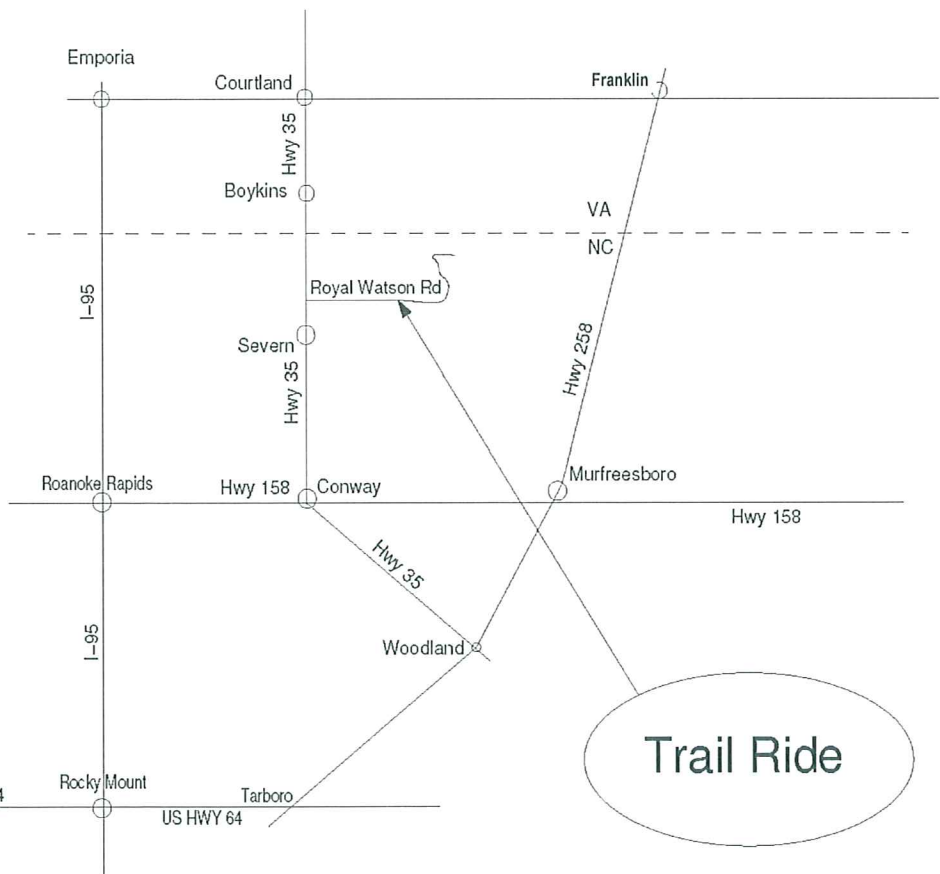 Emporia
Courtland
Franklin
Hwy 35
Boykins
VA
NC
I-95
Royal Watson Rd
Severn
Hwy 35
Hwy 258
Roanoke Rapids
Hwy 158
Conway
Murfreesboro
Hwy 158
Hwy 35
I-95
Woodland
Trail Ride
4
Rocky Mount
Tarboro
US HWY 64